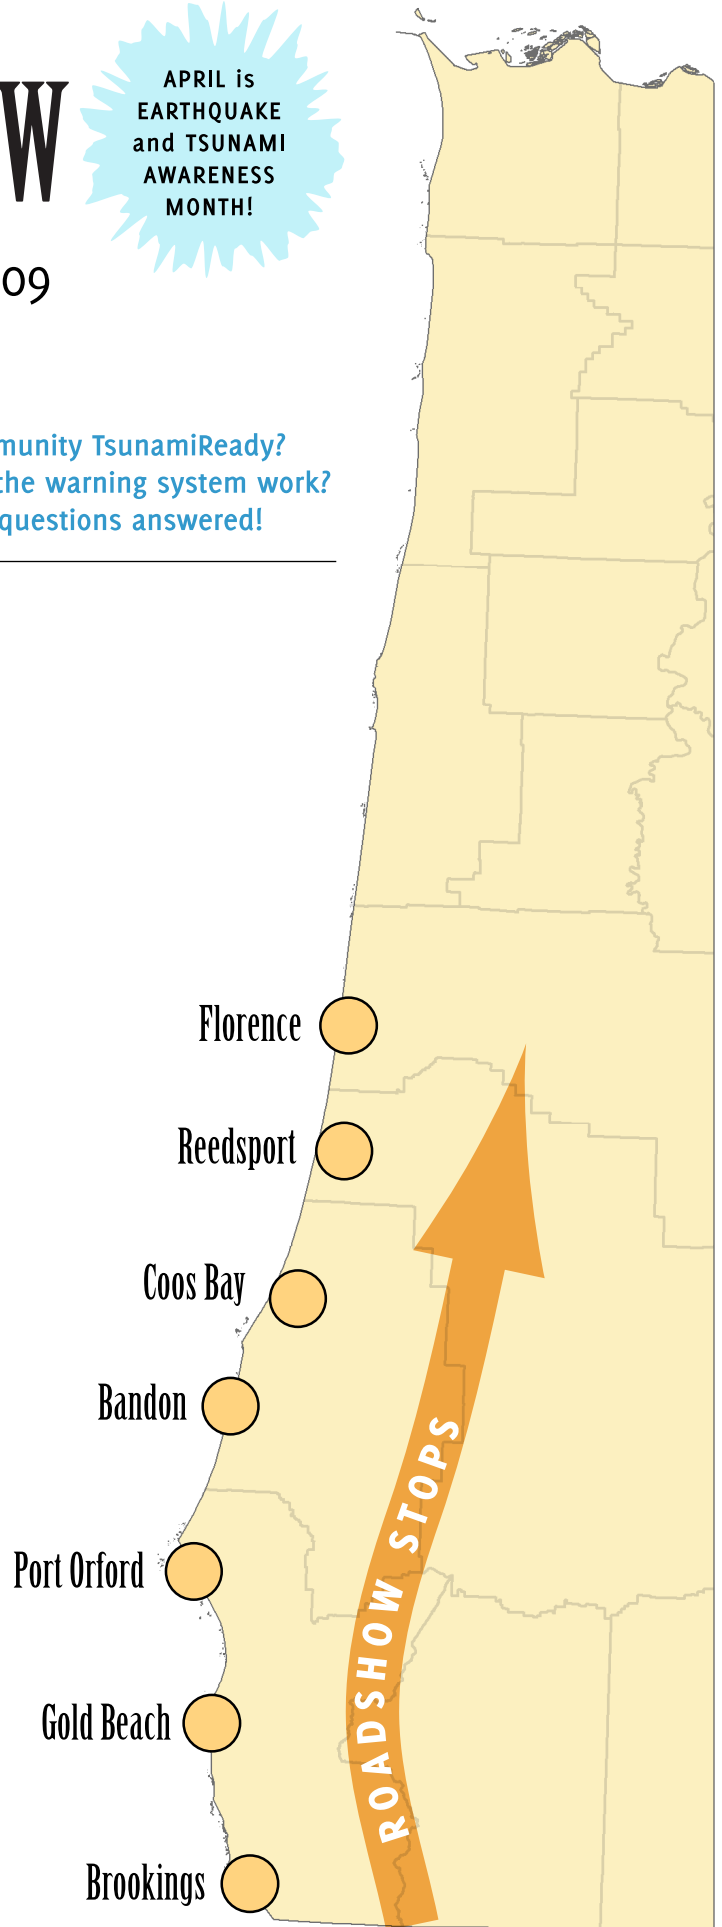 W
APRIL is
EARTHQUAKE
and TSUNAMI
AWARENESS
MONTH!
09
munity TsunamiReady?
the warning system work?
questions answered!
Florence
Reedsport
Coos Bay
Bandon
Port Orford
Gold Beach
Brookings
ROADSHOW STOPS